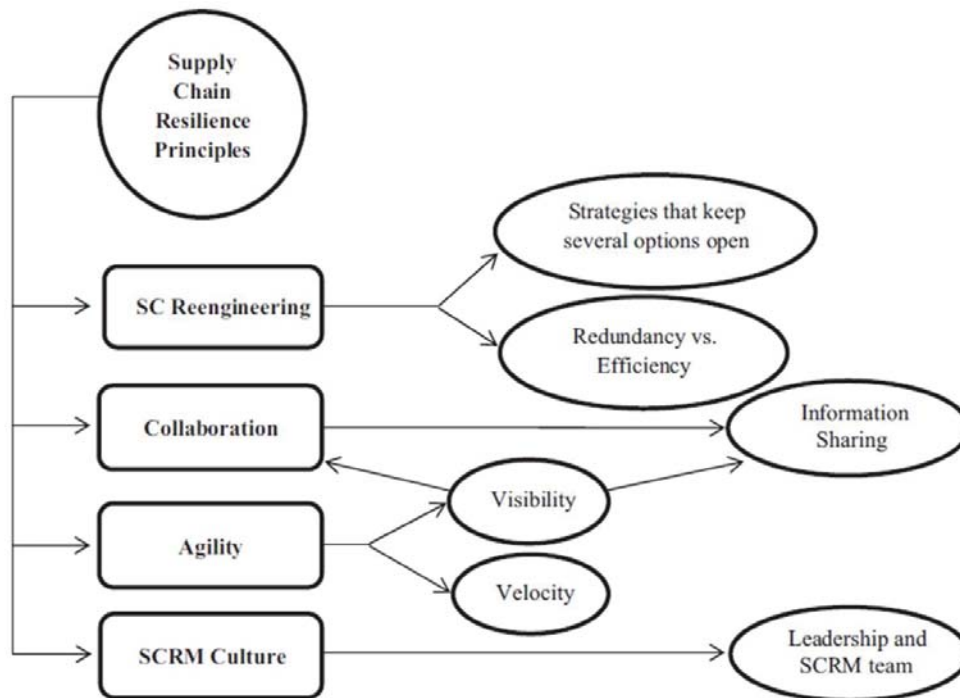 Supply
Chain
Resilience
Principles
Strategies that keep
several options open
SC Reengineering
Redundancy vs.
Efficiency
Collaboration
Information
Sharing
Visibility
Agility
Velocity
SCRM Culture
Leadership and
SCRM team